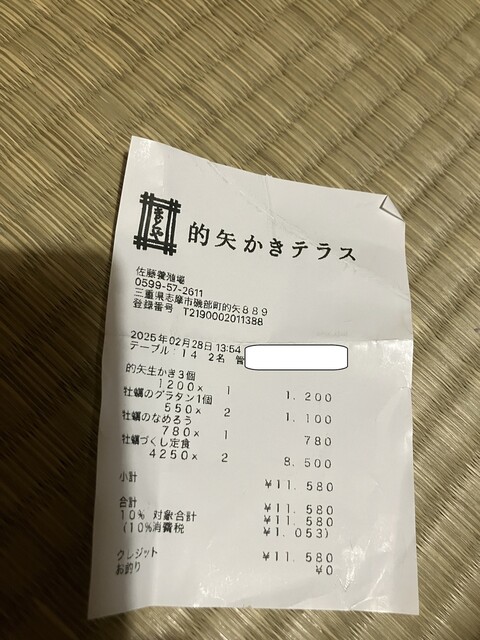 まとや
的矢かきテラス
佐藤養殖場
0599-57-2611
三重県志摩市磯部町的矢889
登録番号 T2190002011388
2025年02月28日 13:54
テーブル：14 2名
的矢生かき3個
1200× 1 1,200
牡蠣のグラタン1個
550× 2 1,100
牡蠣のなめろう
780× 1 780
牡蠣づくし定食
4250× 2 8,500
小計 ¥11,580
合計 ¥11,580
10% 対象合計 ¥11,580
(10%消費税 ¥1,053)
クレジット ¥11,580
お釣り ¥0